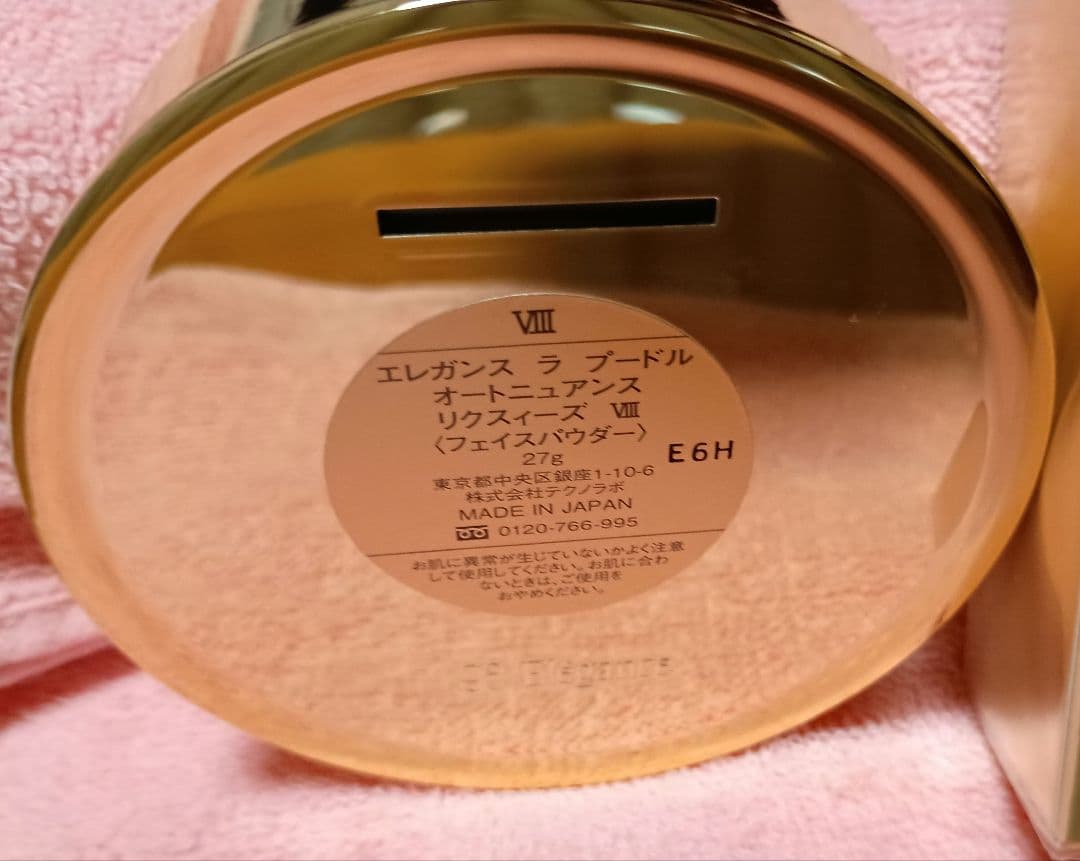 Ⅷ
エレガンス ラ プードル
オートニュアンス
リクスィーズ Ⅷ
〈フェイスパウダー〉
27g
E6H
東京都中央区銀座1-10-6
株式会社テクノラボ
MADE IN JAPAN
0120-766-995
お肌に異常が生じていないかよく注意
して使用してください。お肌に合わ
ないときは、ご使用を
おやめください。
Elégance